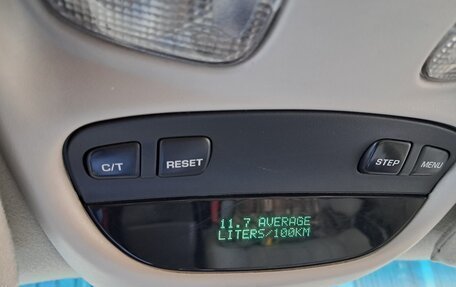 C/T
RESET
STEP
MENU
11.7 AVERAGE
LITERS/100KM